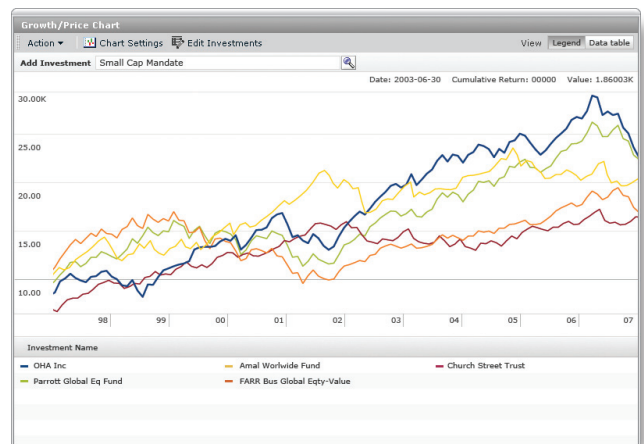 Growth/Price Chart
Action Chart Settings Edit Investments View Legend Data table
Add Investment Small Cap Mandate
Date: 2003-06-30 Cumulative Return: 00000 Value: 1.86003K
30.00K
25.00
20.00
15.00
10.00
98 99 00 01 02 03 04 05 06 07
Investment Name
OHA Inc Amal Worlwide Fund Church Street Trust
Parrott Global Eq Fund FARR Bus Global Eqty-Value